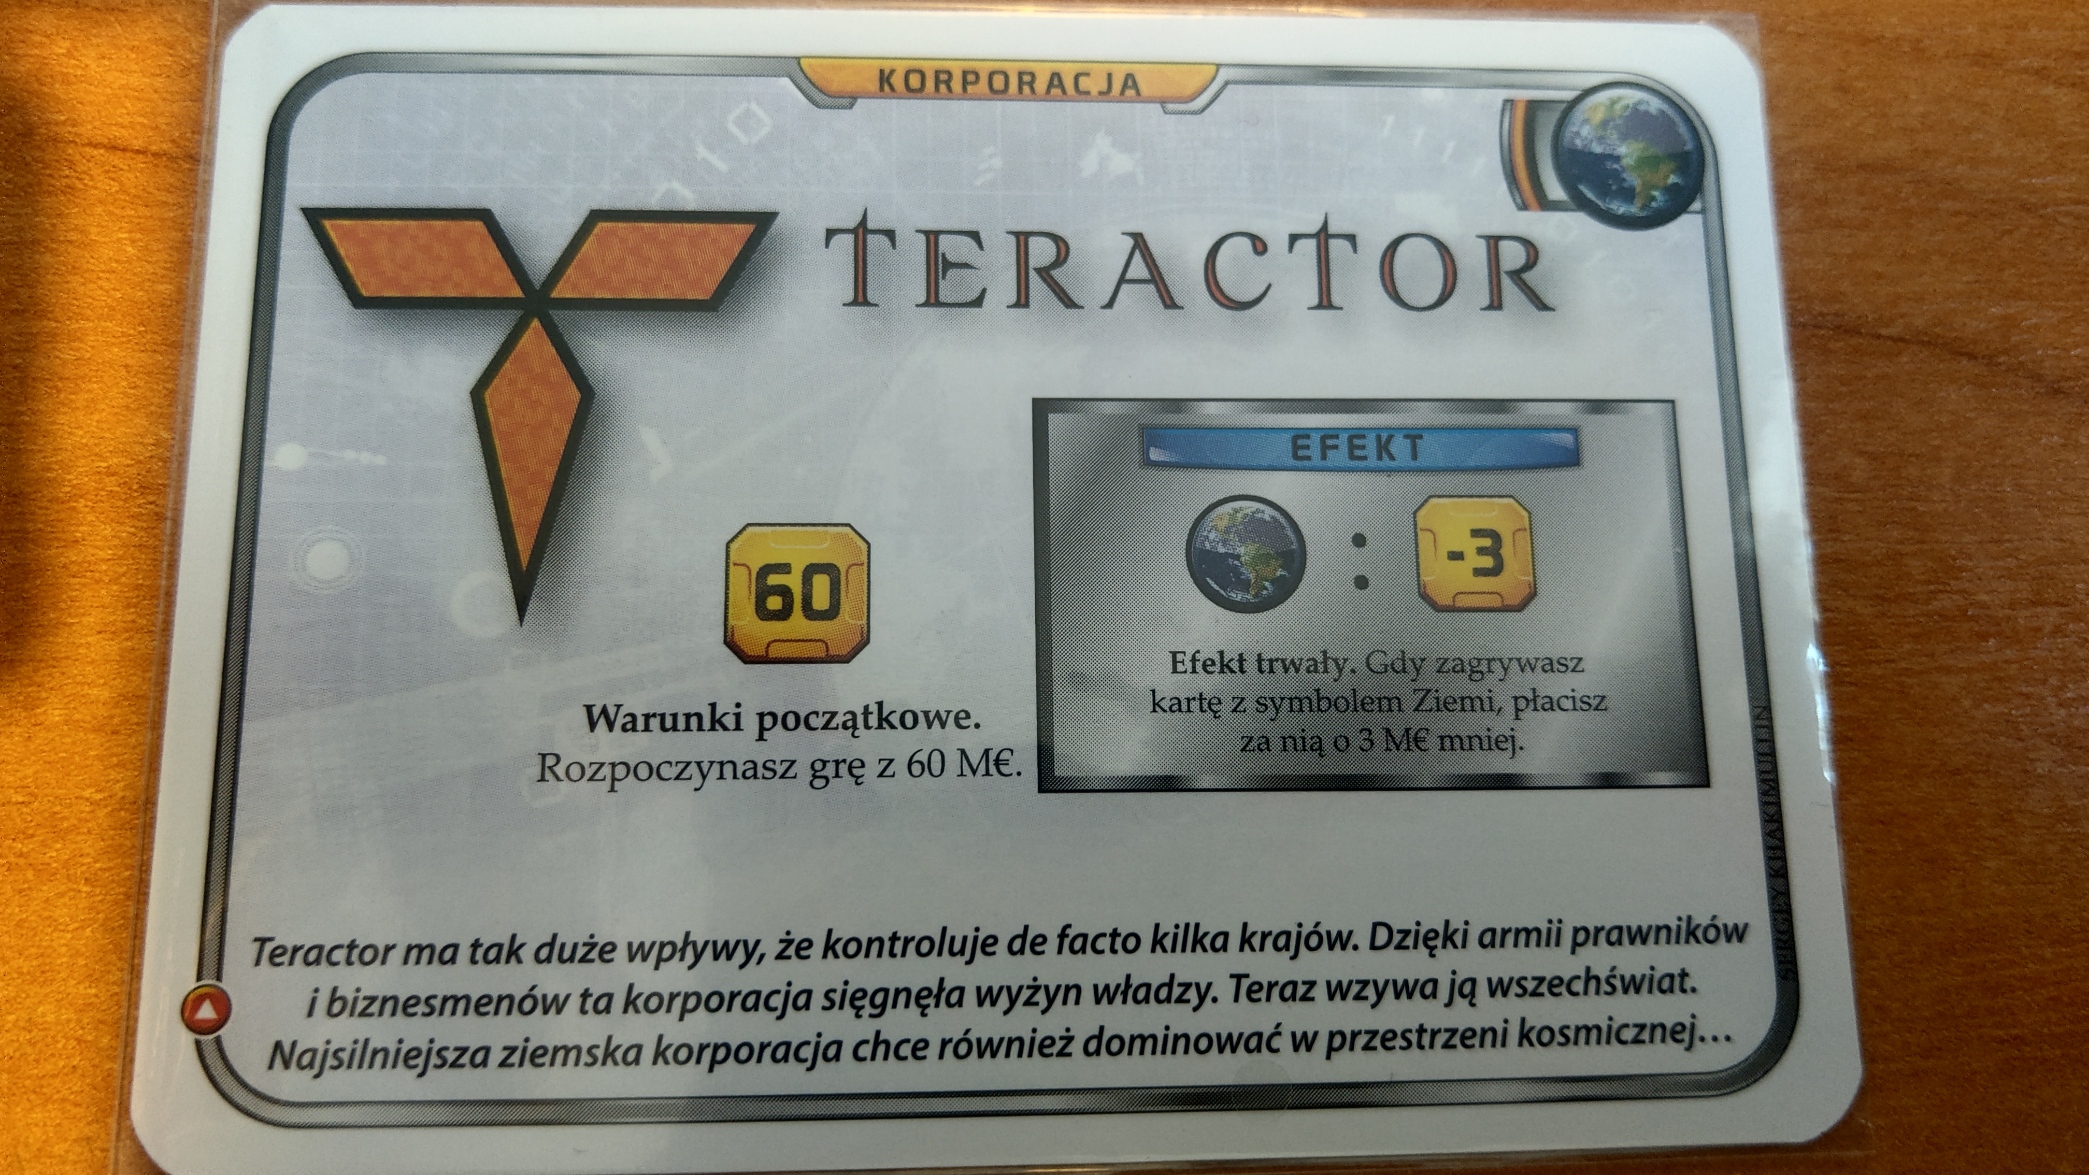 KORPORACJA
TERACTOR
EFEKT
-3
60
Efekt trwały. Gdy zagrywasz
kartę z symbolem Ziemi, płacisz
za nią o 3 M€ mniej.
Warunki początkowe.
Rozpoczynasz grę z 60 M€.
Teractor ma tak duże wpływy, że kontroluje de facto kilka krajów. Dzięki armii prawników
i biznesmenów ta korporacja sięgnęła wyżyn władzy. Teraz wzywa ją wszechświat.
Najsilniejsza ziemska korporacja chce również dominować w przestrzeni kosmicznej...